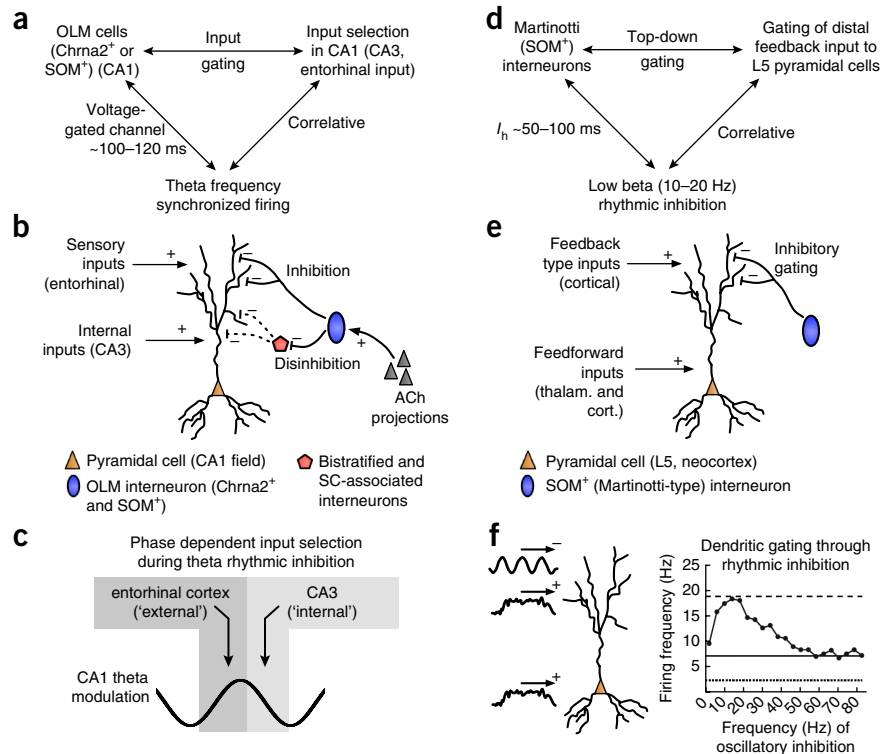 a
OLM cells
(Chrna2+ or
SOM+) (CA1)
Input
gating
Input selection
in CA1 (CA3,
entorhinal input)
Voltage-
gated channel
~100–120 ms
Correlative
Theta frequency
synchronized firing
b
Sensory
inputs
(entorhinal)
+
Internal
inputs (CA3)
+
−
−
Inhibition
−
−
−
Disinhibition
+
ACh
projections
Pyramidal cell (CA1 field)
OLM interneuron (Chrna2+
and SOM+)
Bistratified and
SC-associated
interneurons
c
Phase dependent input selection
during theta rhythmic inhibition
entorhinal cortex
(‘external’)
CA3
(‘internal’)
CA1 theta
modulation
d
Martinotti
(SOM+)
interneurons
Top-down
gating
Gating of distal
feedback input to
L5 pyramidal cells
Ih ~50–100 ms
Correlative
Low beta (10–20 Hz)
rhythmic inhibition
e
Feedback
type inputs
(cortical)
+
−
−
Inhibitory
gating
Feedforward
inputs
(thalam. and
cort.)
+
Pyramidal cell (L5, neocortex)
SOM+ (Martinotti-type) interneuron
f
−
+
+
Dendritic gating through
rhythmic inhibition
Firing frequency (Hz)
25
20
15
10
5
0 10 20 30 40 50 60 70 80
Frequency (Hz) of
oscillatory inhibition